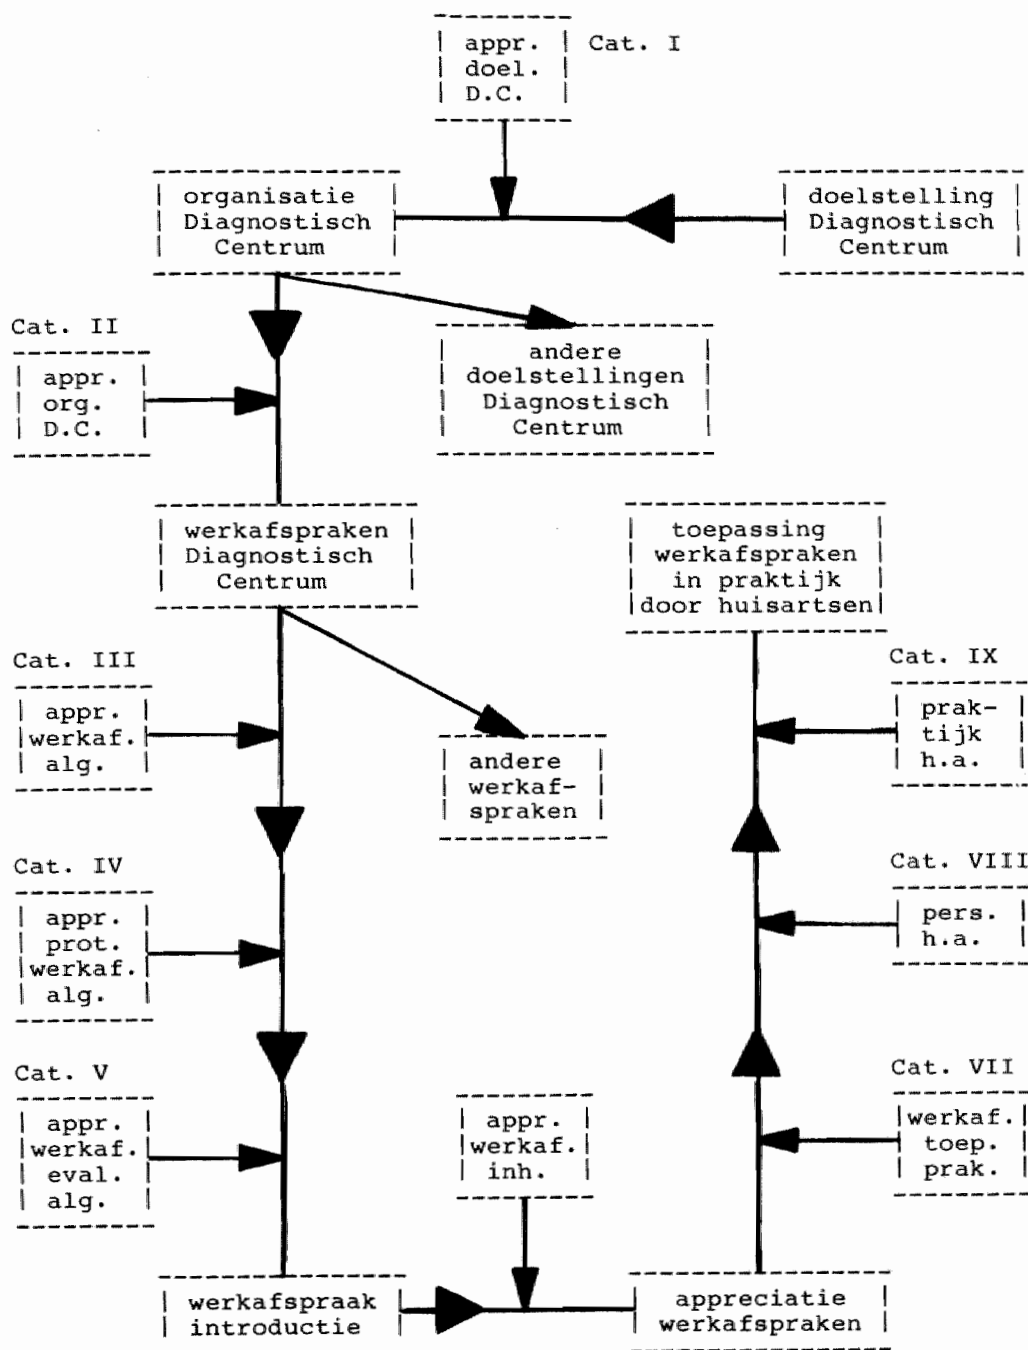 appr.
doel.
D.C.
Cat. I
organisatie
Diagnostisch
Centrum
doelstelling
Diagnostisch
Centrum
Cat. II
appr.
org.
D.C.
andere
doelstellingen
Diagnostisch
Centrum
werkafspraken
Diagnostisch
Centrum
toepassing
werkafspraken
in praktijk
door huisartsen
Cat. III
appr.
werkaf.
alg.
andere
werkaf-
spraken
Cat. IX
prak-
tijk
h.a.
Cat. IV
appr.
prot.
werkaf.
alg.
Cat. VIII
pers.
h.a.
Cat. V
appr.
werkaf.
eval.
alg.
appr.
werkaf.
inh.
Cat. VII
werkaf.
toep.
prak.
werkafspraak
introductie
appreciatie
werkafspraken